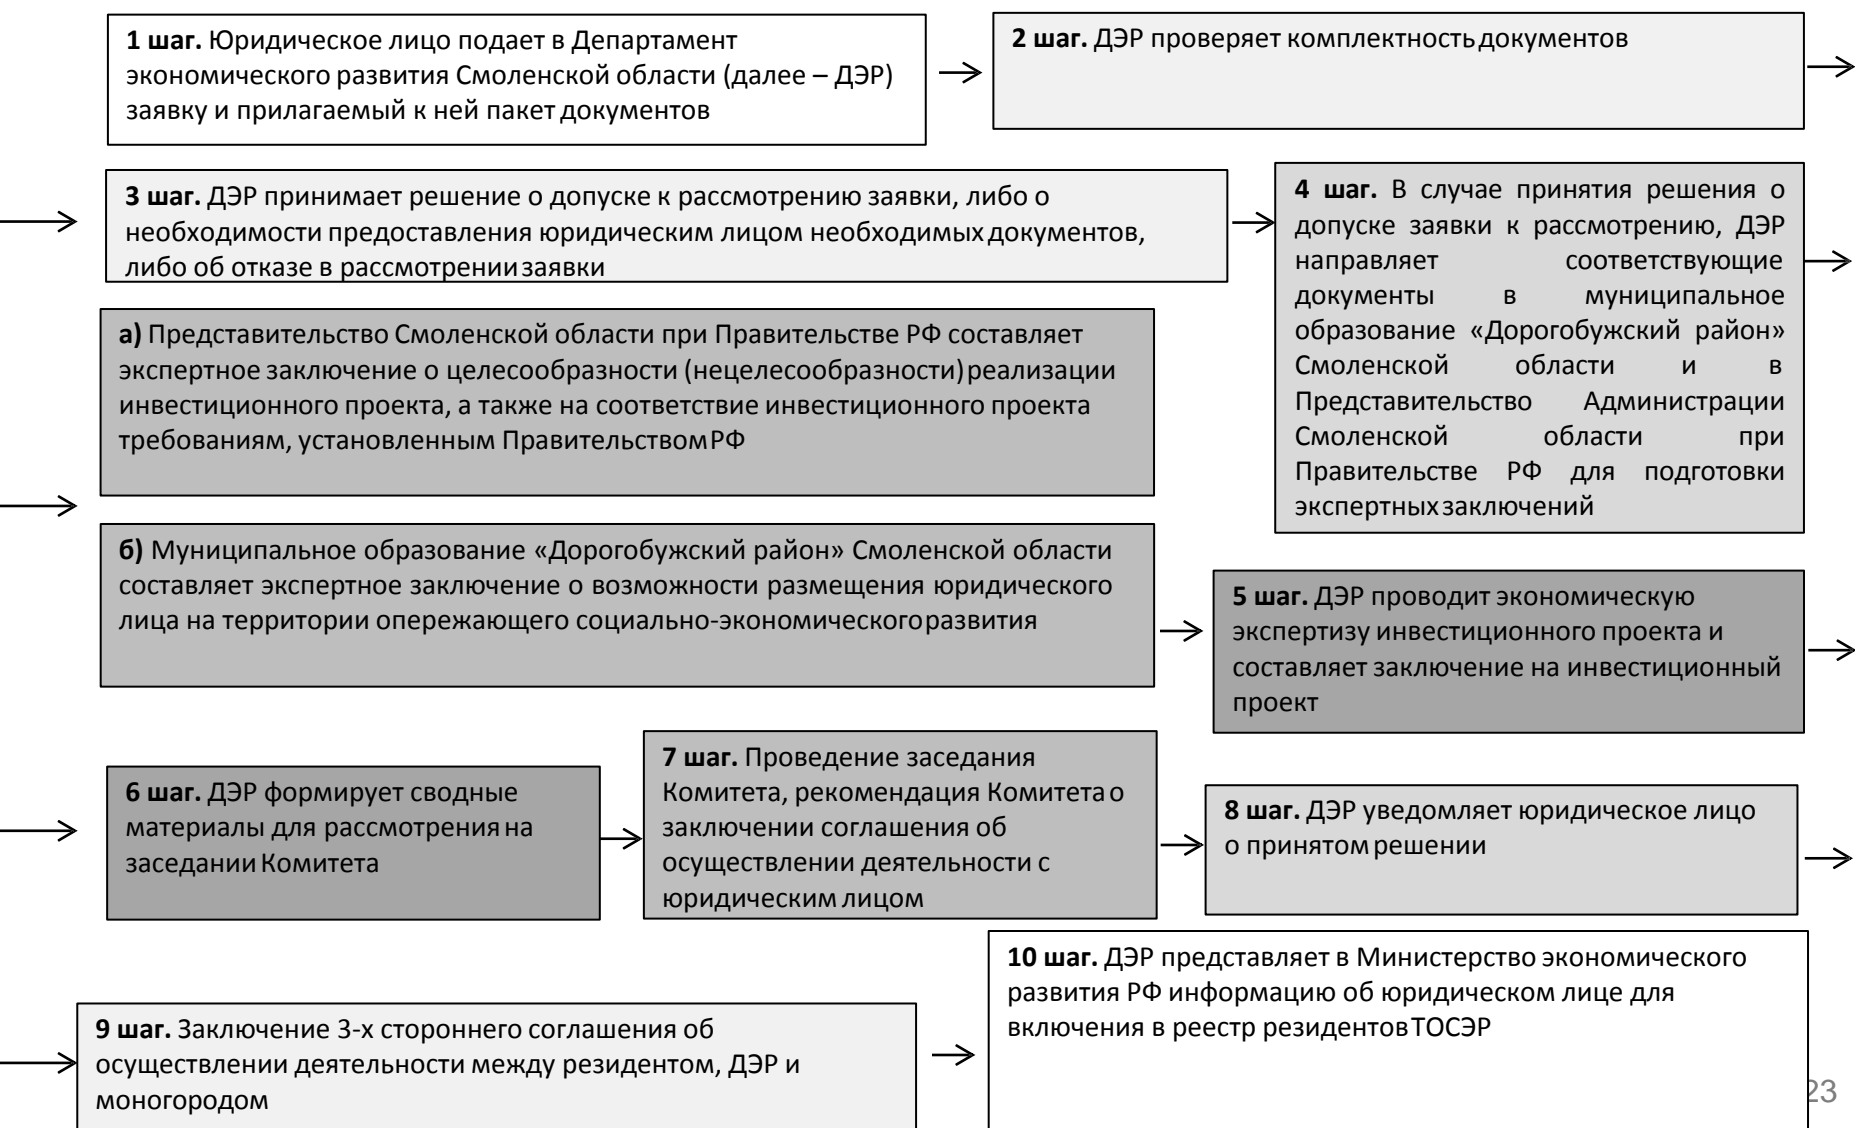 1 шаг. Юридическое лицо подает в Департамент
экономического развития Смоленской области (далее – ДЭР)
заявку и прилагаемый к ней пакет документов
2 шаг. ДЭР проверяет комплектность документов
3 шаг. ДЭР принимает решение о допуске к рассмотрению заявки, либо о
необходимости предоставления юридическим лицом необходимых документов,
либо об отказе в рассмотрении заявки
4 шаг. В случае принятия решения о
допуске заявки к рассмотрению, ДЭР
направляет соответствующие
документы в муниципальное
образование «Дорогобужский район»
Смоленской области и в
Представительство Администрации
Смоленской области при
Правительстве РФ для подготовки
экспертных заключений
а) Представительство Смоленской области при Правительстве РФ составляет
экспертное заключение о целесообразности (нецелесообразности) реализации
инвестиционного проекта, а также на соответствие инвестиционного проекта
требованиям, установленным Правительством РФ
б) Муниципальное образование «Дорогобужский район» Смоленской области
составляет экспертное заключение о возможности размещения юридического
лица на территории опережающего социально-экономического развития
5 шаг. ДЭР проводит экономическую
экспертизу инвестиционного проекта и
составляет заключение на инвестиционный
проект
6 шаг. ДЭР формирует сводные
материалы для рассмотрения на
заседании Комитета
7 шаг. Проведение заседания
Комитета, рекомендация Комитета о
заключении соглашения об
осуществлении деятельности с
юридическим лицом
8 шаг. ДЭР уведомляет юридическое лицо
о принятом решении
9 шаг. Заключение 3-х стороннего соглашения об
осуществлении деятельности между резидентом, ДЭР и
моногородом
10 шаг. ДЭР представляет в Министерство экономического
развития РФ информацию об юридическом лице для
включения в реестр резидентов ТОСЭР
23